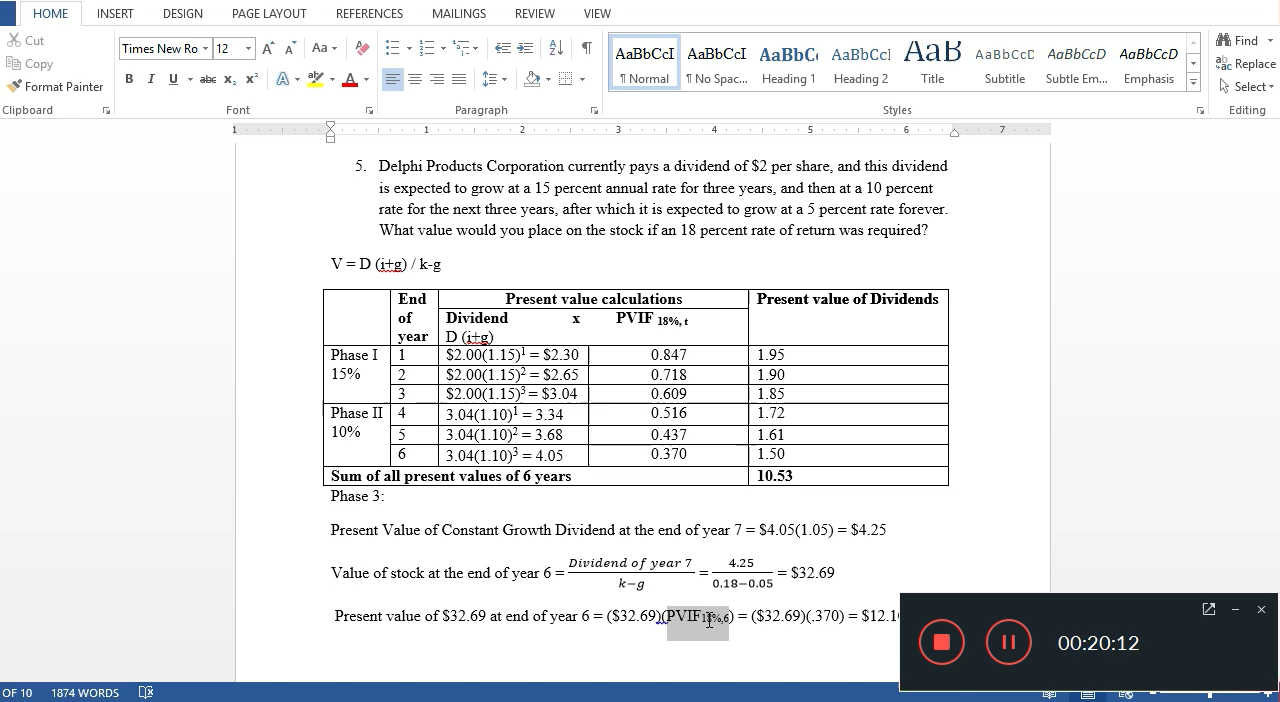 HOME INSERT DESIGN PAGE LAYOUT REFERENCES MAILINGS REVIEW VIEW
Cut
Copy
Format Painter
Clipboard
Times New Ro 12
Aa
B I U abc X₂ X² A A
Font
Paragraph
AaBbCcI AaBbCcI AaBbC AaBbCcl AaB AaBbCcD AaBbCcD AaBbCcD
¶ Normal ¶ No Spac... Heading 1 Heading 2 Title Subtitle Subtle Em... Emphasis
Styles
Find
Replace
Select
Editing
1 1 2 3 4 5 6 7
5. Delphi Products Corporation currently pays a dividend of $2 per share, and this dividend
is expected to grow at a 15 percent annual rate for three years, and then at a 10 percent
rate for the next three years, after which it is expected to grow at a 5 percent rate forever.
What value would you place on the stock if an 18 percent rate of return was required?
V = D (i+g) / k-g
End of year Present value calculations Present value of Dividends
Dividend x PVIF 18%, t
D (i+g)
Phase I 1 $2.00(1.15)¹ = $2.30 0.847 1.95
15% 2 $2.00(1.15)² = $2.65 0.718 1.90
3 $2.00(1.15)³ = $3.04 0.609 1.85
Phase II 4 3.04(1.10)¹ = 3.34 0.516 1.72
10% 5 3.04(1.10)² = 3.68 0.437 1.61
6 3.04(1.10)³ = 4.05 0.370 1.50
Sum of all present values of 6 years 10.53
Phase 3:
Present Value of Constant Growth Dividend at the end of year 7 = $4.05(1.05) = $4.25
Value of stock at the end of year 6 = Dividend of year 7 / k−g = 4.25 / 0.18−0.05 = $32.69
Present value of $32.69 at end of year 6 = ($32.69)(PVIF18%,6) = ($32.69)(.370) = $12.1
00:20:12
OF 10 1874 WORDS